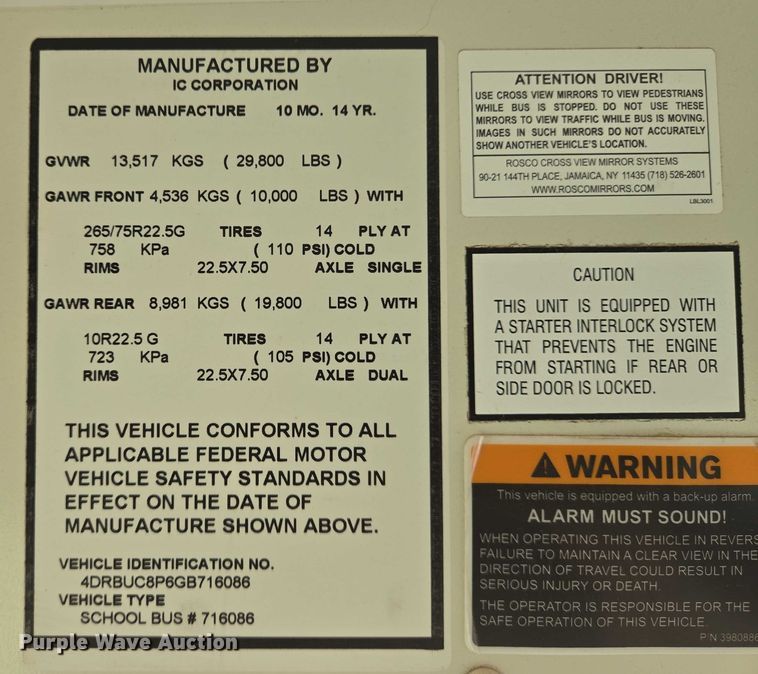 MANUFACTURED BY
IC CORPORATION
DATE OF MANUFACTURE 10 MO. 14 YR.
GVWR 13,517 KGS ( 29,800 LBS )
GAWR FRONT 4,536 KGS ( 10,000 LBS ) WITH
265/75R22.5G TIRES 14 PLY AT
758 KPa ( 110 PSI) COLD
RIMS 22.5X7.50 AXLE SINGLE
GAWR REAR 8,981 KGS ( 19,800 LBS ) WITH
10R22.5 G TIRES 14 PLY AT
723 KPa ( 105 PSI) COLD
RIMS 22.5X7.50 AXLE DUAL
THIS VEHICLE CONFORMS TO ALL
APPLICABLE FEDERAL MOTOR
VEHICLE SAFETY STANDARDS IN
EFFECT ON THE DATE OF
MANUFACTURE SHOWN ABOVE.
VEHICLE IDENTIFICATION NO.
4DRBUC8P6GB716086
VEHICLE TYPE
SCHOOL BUS # 716086
ATTENTION DRIVER!
USE CROSS VIEW MIRRORS TO VIEW PEDESTRIANS
WHILE BUS IS STOPPED. DO NOT USE THESE
MIRRORS TO VIEW TRAFFIC WHILE BUS IS MOVING.
IMAGES IN SUCH MIRRORS DO NOT ACCURATELY
SHOW ANOTHER VEHICLE'S LOCATION.
ROSCO CROSS VIEW MIRROR SYSTEMS
90-21 144TH PLACE, JAMAICA, NY 11435 (718) 526-2601
WWW.ROSCOMIRRORS.COM
LBL3001
CAUTION
THIS UNIT IS EQUIPPED WITH
A STARTER INTERLOCK SYSTEM
THAT PREVENTS THE ENGINE
FROM STARTING IF REAR OR
SIDE DOOR IS LOCKED.
WARNING
This vehicle is equipped with a back-up alarm.
ALARM MUST SOUND!
WHEN OPERATING THIS VEHICLE IN REVERS
FAILURE TO MAINTAIN A CLEAR VIEW IN THE
DIRECTION OF TRAVEL COULD RESULT IN
SERIOUS INJURY OR DEATH.
THE OPERATOR IS RESPONSIBLE FOR THE
SAFE OPERATION OF THIS VEHICLE.
P/N 3980886
Purple Wave Auction